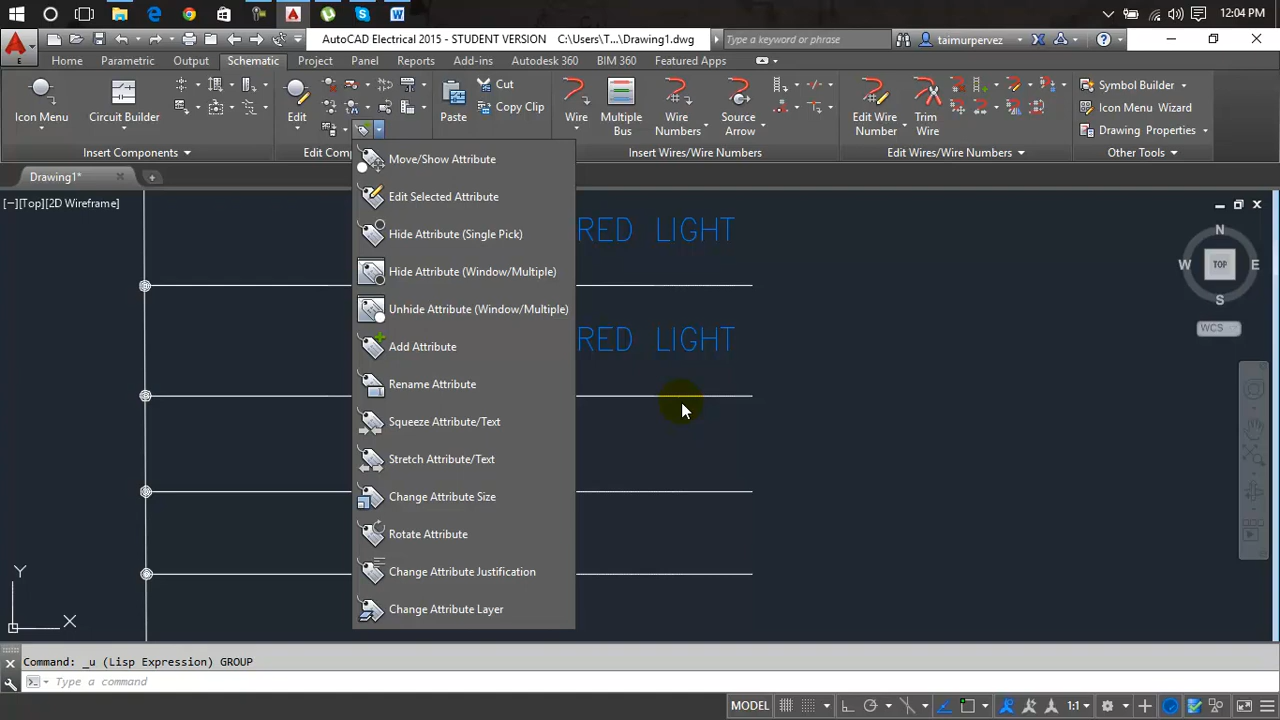 12:04 PM
AutoCAD Electrical 2015 - STUDENT VERSION C:\Users\T...\Drawing1.dwg
Type a keyword or phrase
taimurpervez
Home Parametric Output Schematic Project Panel Reports Add-ins Autodesk 360 BIM 360 Featured Apps
Icon Menu
Circuit Builder
Edit
Paste
Cut
Copy Clip
Wire
Multiple Bus
Wire Numbers
Source Arrow
Edit Wire Number
Trim Wire
Symbol Builder
Icon Menu Wizard
Drawing Properties
Insert Components
Edit Comp
Insert Wires/Wire Numbers
Edit Wires/Wire Numbers
Other Tools
Drawing1*
[−][Top][2D Wireframe]
Move/Show Attribute
Edit Selected Attribute
Hide Attribute (Single Pick)
Hide Attribute (Window/Multiple)
Unhide Attribute (Window/Multiple)
Add Attribute
Rename Attribute
Squeeze Attribute/Text
Stretch Attribute/Text
Change Attribute Size
Rotate Attribute
Change Attribute Justification
Change Attribute Layer
RED LIGHT
RED LIGHT
N
W TOP E
S
WCS
Y
X
Command: _u (Lisp Expression) GROUP
Type a command
MODEL
1:1